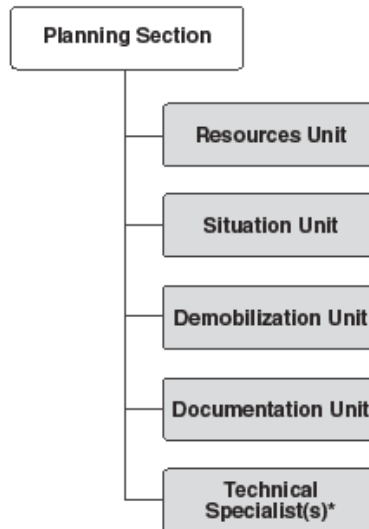 Planning Section
Resources Unit
Situation Unit
Demobilization Unit
Documentation Unit
Technical
Specialist(s)*